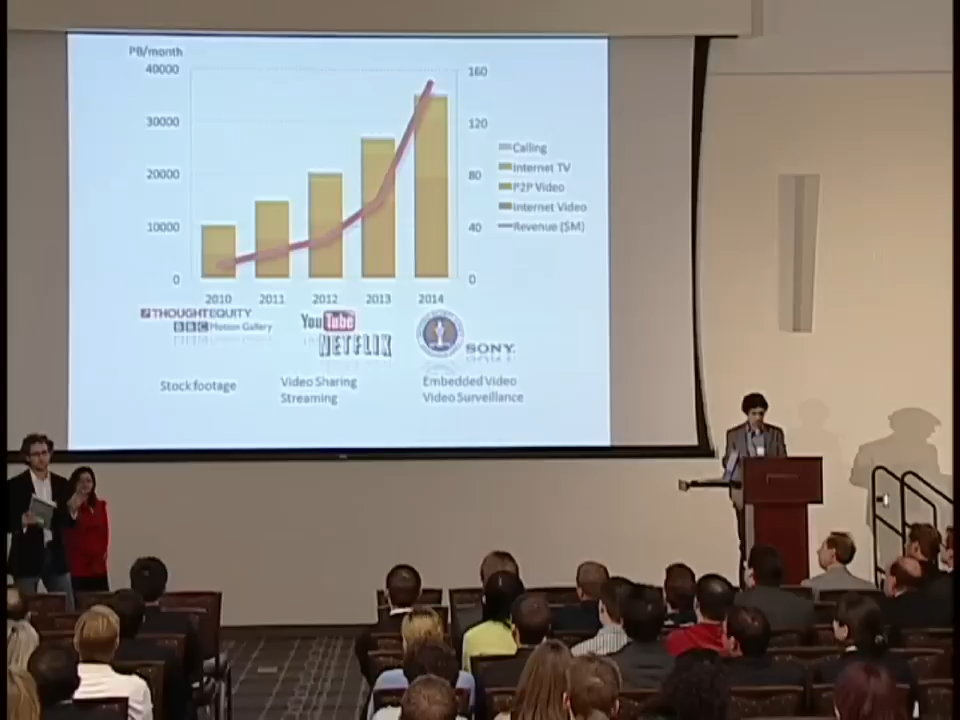 PB/month
40000
30000
20000
10000
0
160
120
80
40
0
Calling
Internet TV
P2P Video
Internet Video
Revenue ($M)
2010 2011 2012 2013 2014
THOUGHTEQUITY
BBC Motion Gallery
YouTube
NETFLIX
SONY
Stock footage
Video Sharing
Streaming
Embedded Video
Video Surveillance